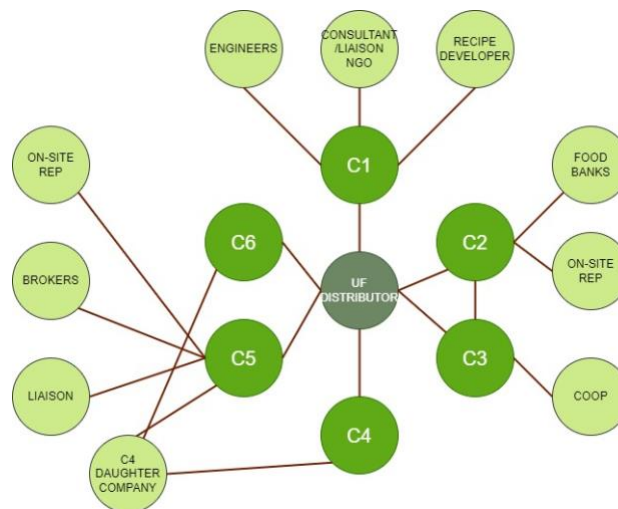 ENGINEERS
CONSULTANT
/LIAISON
NGO
RECIPE
DEVELOPER
ON-SITE
REP
C1
FOOD
BANKS
C6
C2
ON-SITE
REP
BROKERS
UF
DISTRIBUTOR
C5
C3
LIAISON
COOP
C4
C4
DAUGHTER
COMPANY